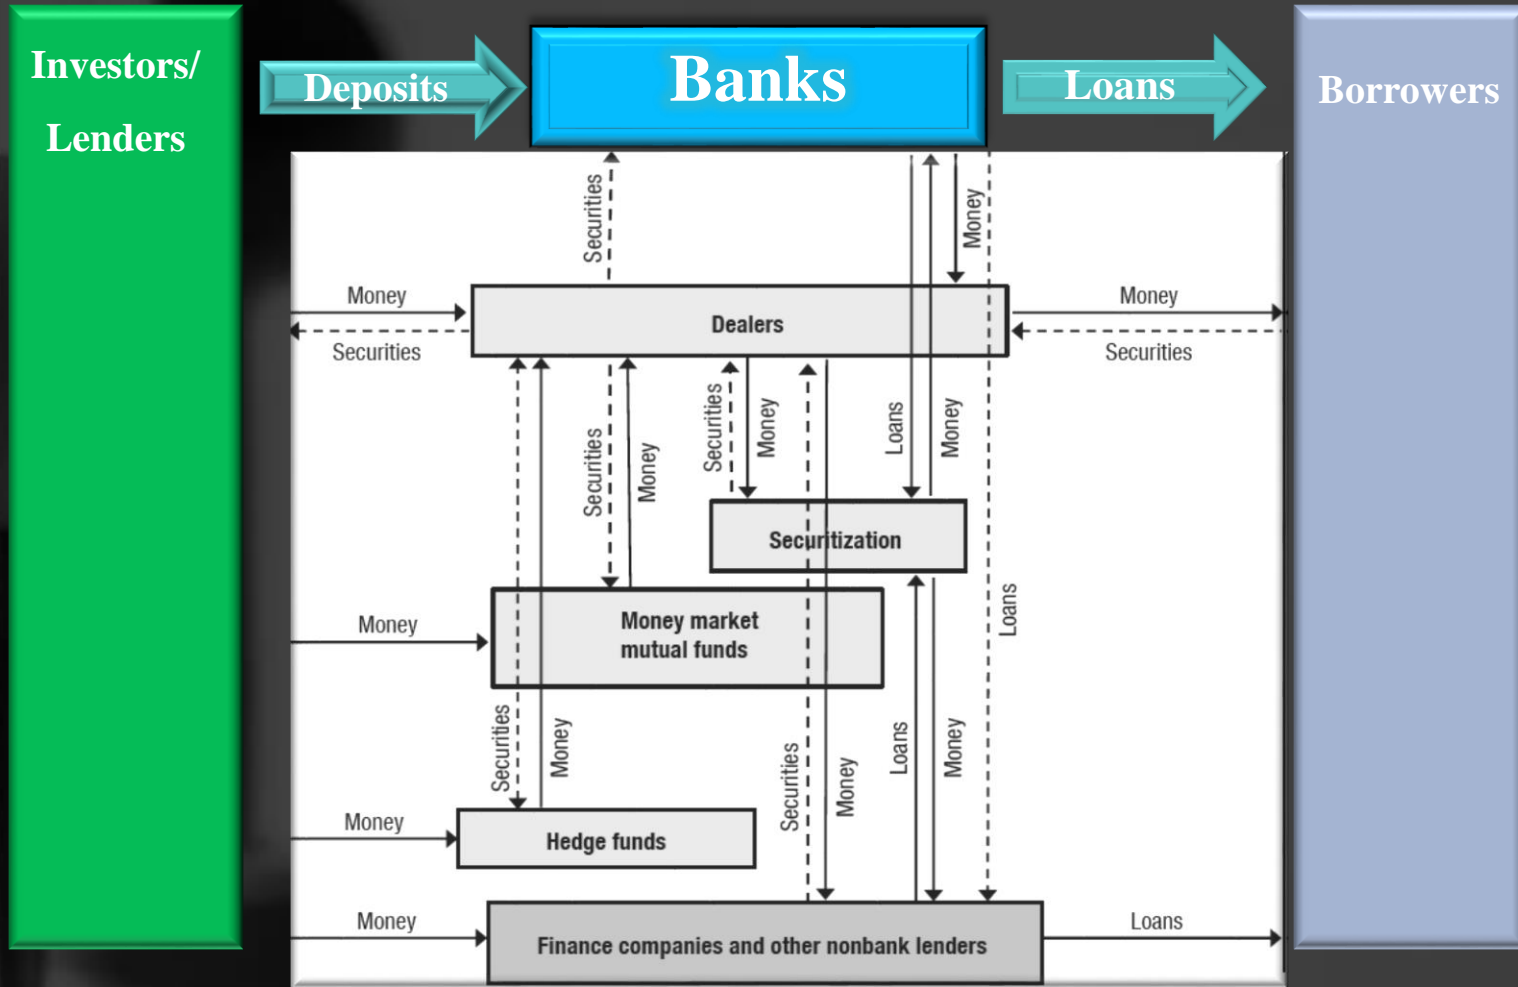 Investors/
Lenders
Deposits
Banks
Loans
Borrowers
Securities
Money
Money
Securities
Dealers
Money
Securities
Securities
Money
Securities
Money
Loans
Money
Securitization
Money
Money market
mutual funds
Loans
Securities
Money
Securities
Money
Loans
Money
Money
Hedge funds
Money
Finance companies and other nonbank lenders
Loans